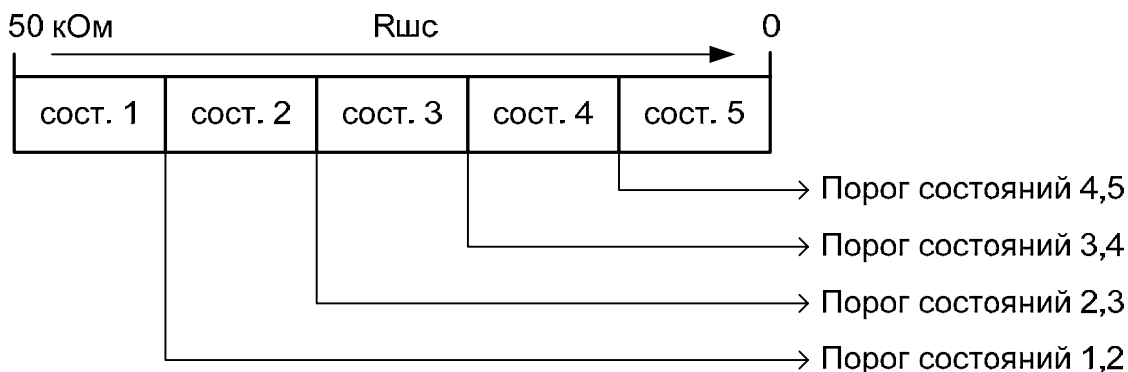 50 кОм Rшс 0
сост. 1 сост. 2 сост. 3 сост. 4 сост. 5
Порог состояний 4,5
Порог состояний 3,4
Порог состояний 2,3
Порог состояний 1,2